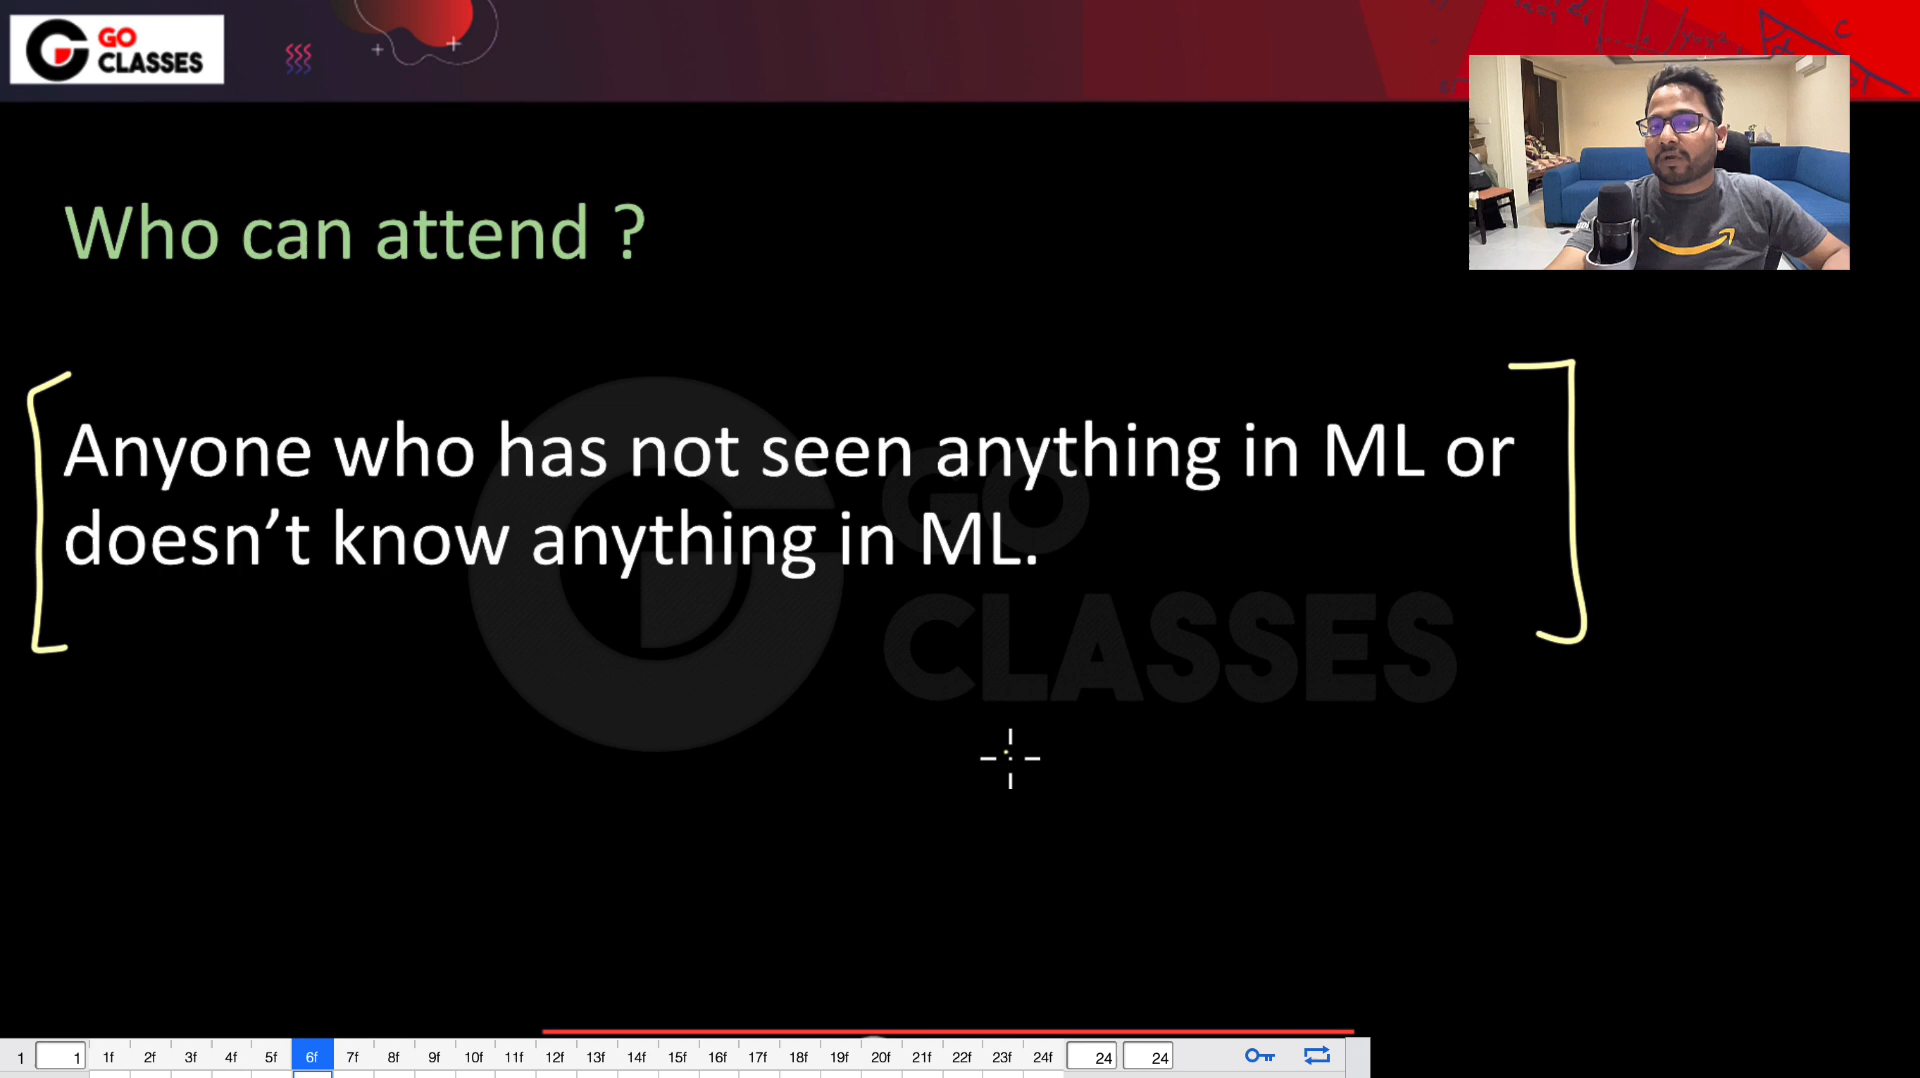 GO
CLASSES
Who can attend ?
Anyone who has not seen anything in ML or
doesn’t know anything in ML.
GO
CLASSES
1 1 1f 2f 3f 4f 5f 6f 7f 8f 9f 10f 11f 12f 13f 14f 15f 16f 17f 18f 19f 20f 21f 22f 23f 24f 24 24